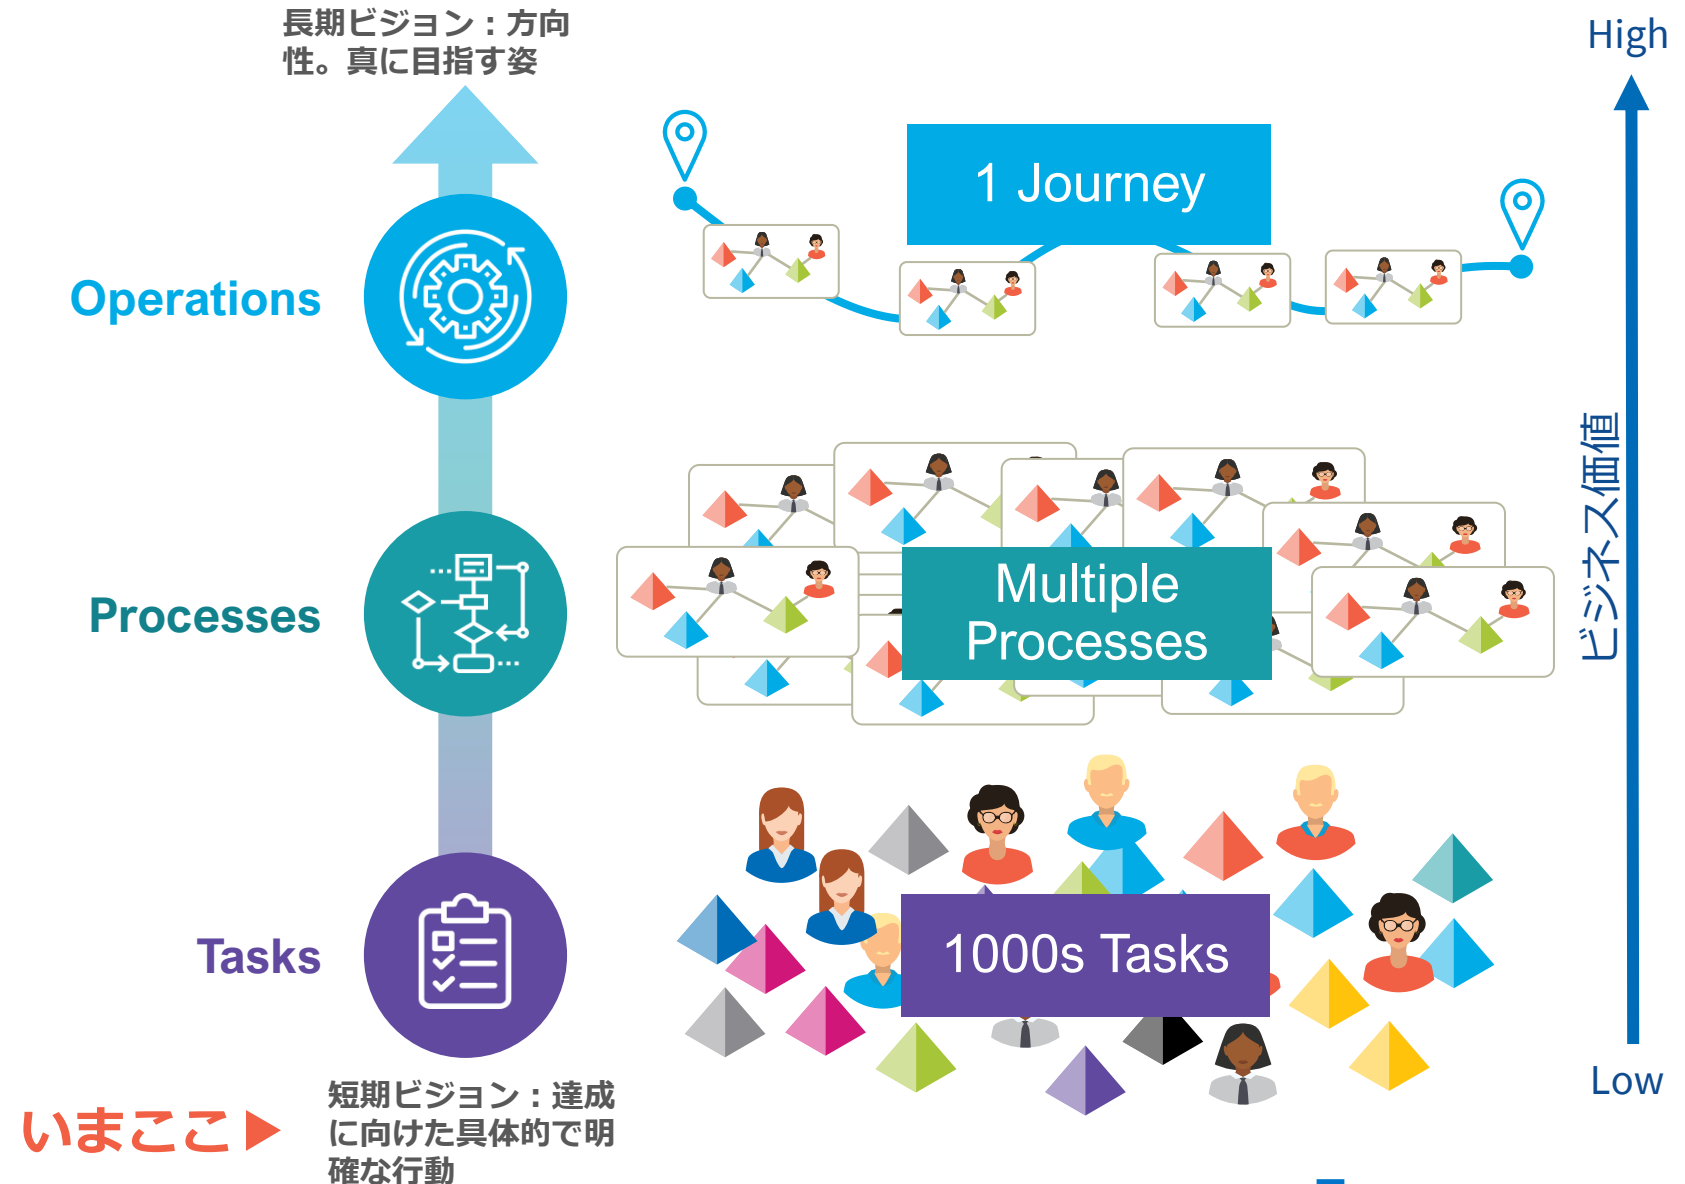 長期ビジョン：方向
性。真に目指す姿
High
1 Journey
Operations
ビジネス価値
Multiple
Processes
Processes
1000s Tasks
Tasks
Low
いまここ▶
短期ビジョン：達成
に向けた具体的で明
確な行動